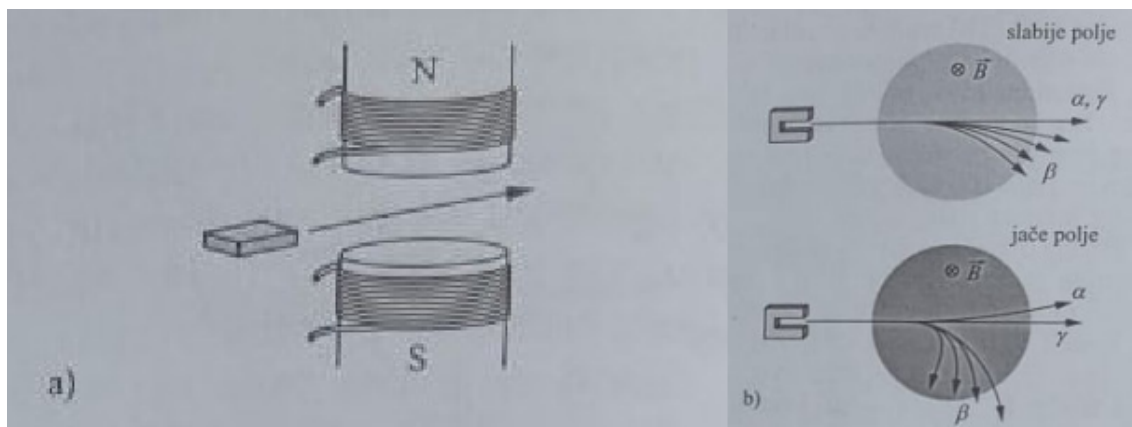 N
S
a)
slabije polje
⊗ B⃗
α, γ
β
jače polje
⊗ B⃗
α
γ
β
b)